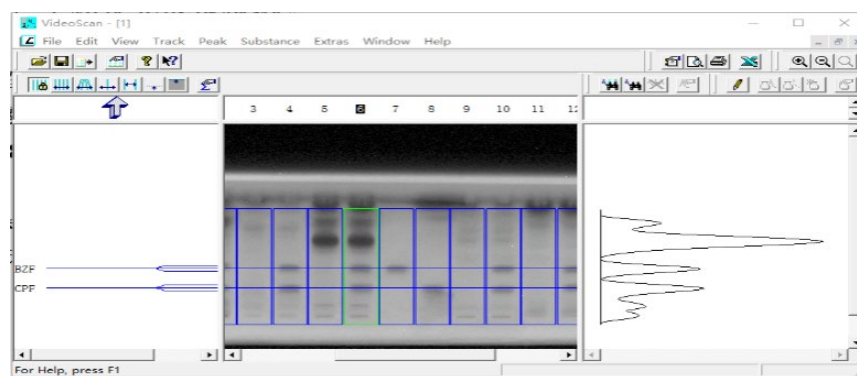 VideoScan - [1]
File Edit View Track Peak Substance Extras Window Help
3 4 5 6 7 8 9 10 11 12
BZF
CPF
For Help, press F1